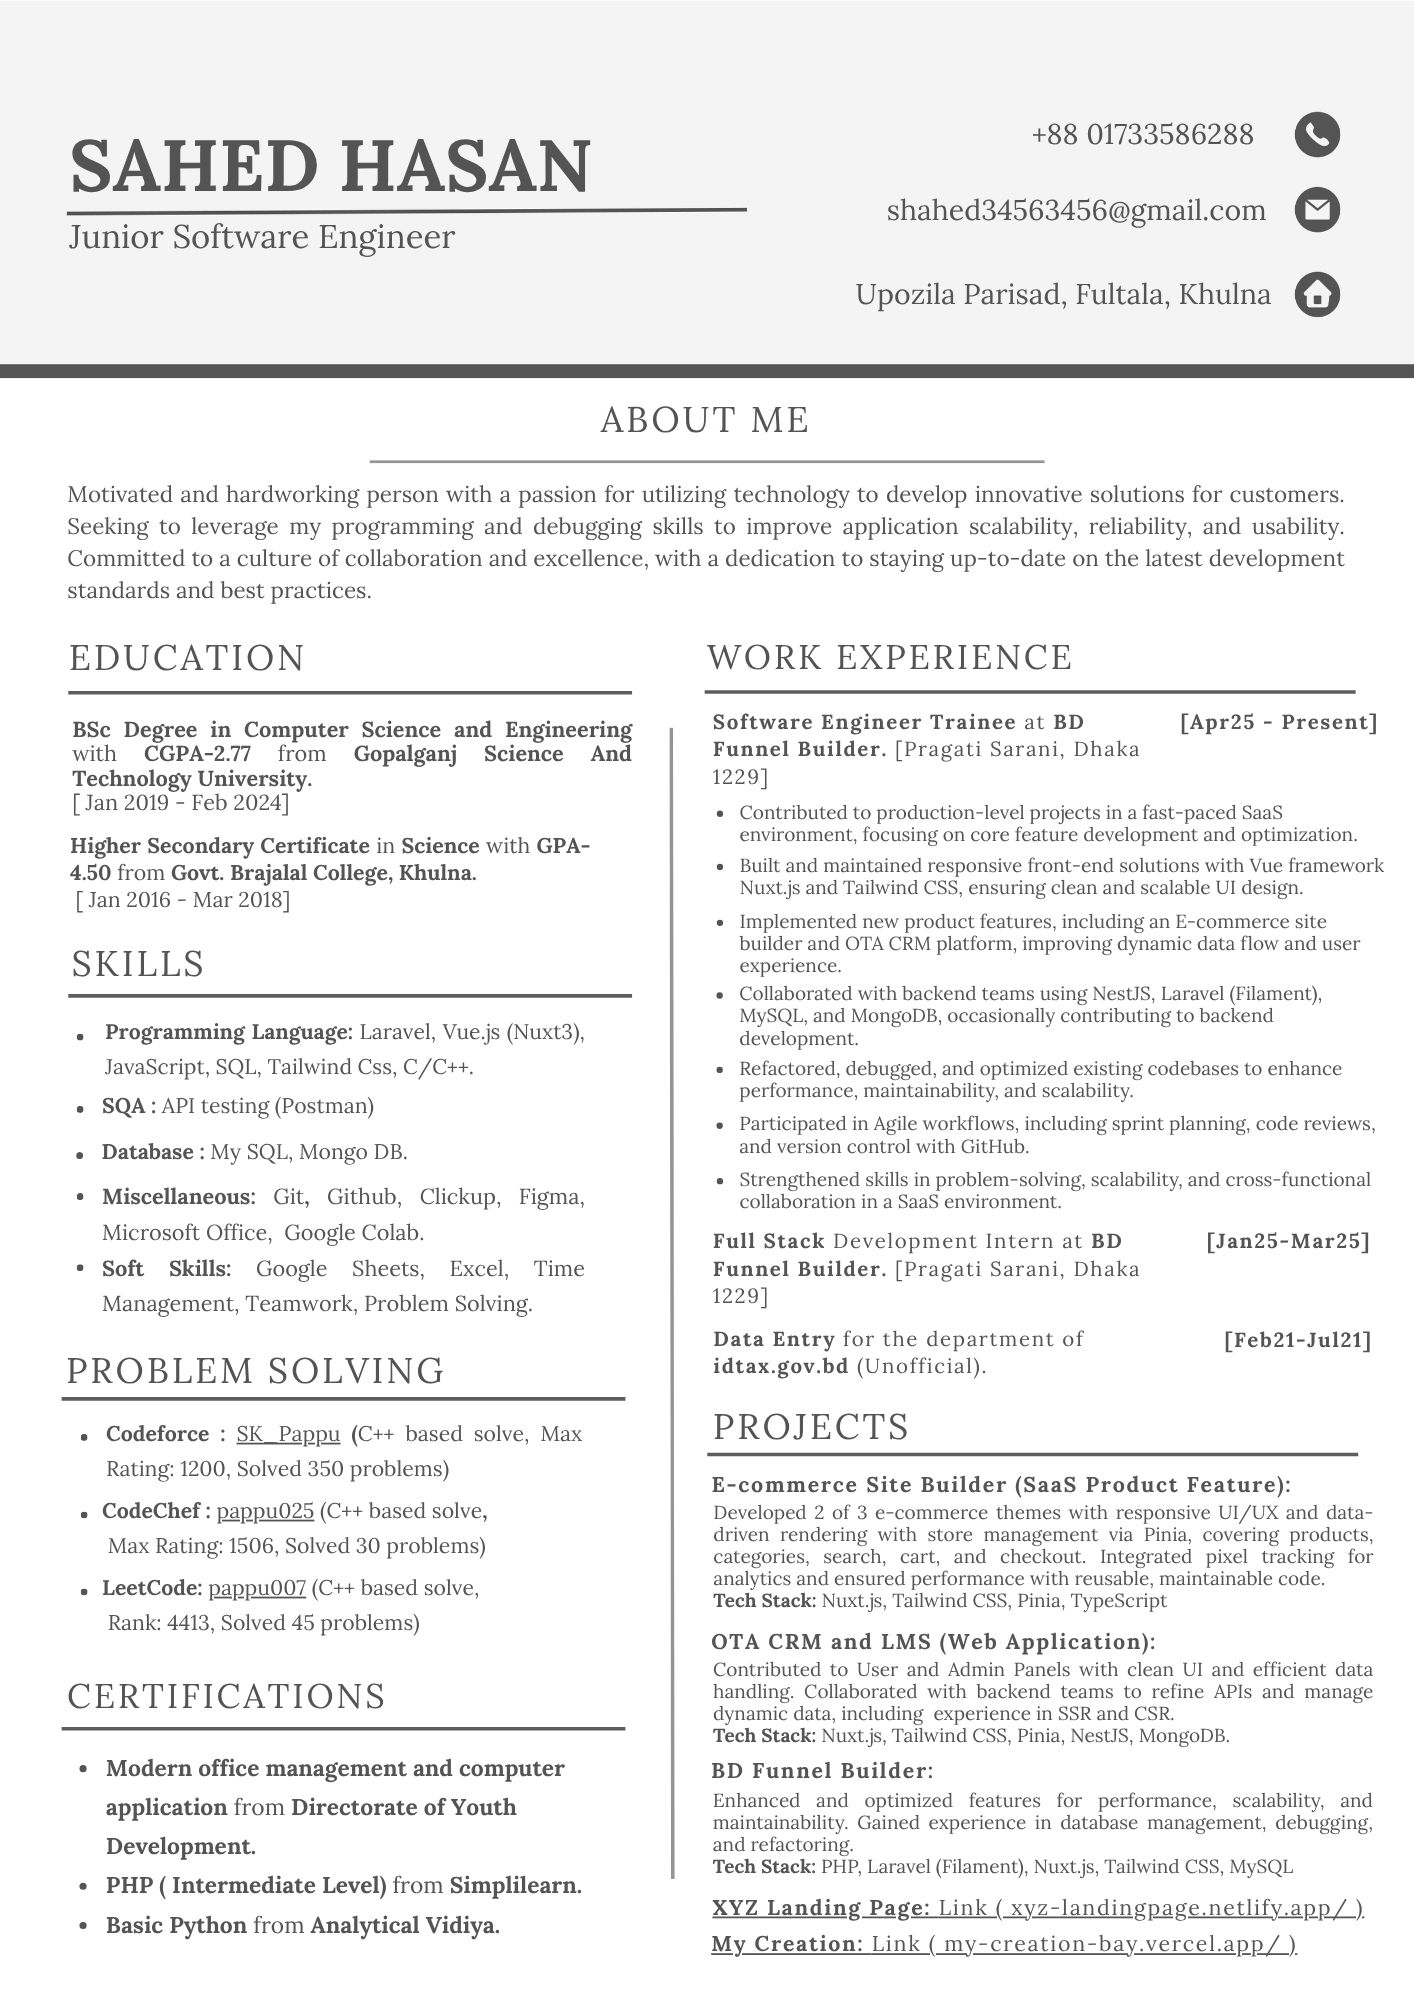 SAHED HASAN
Junior Software Engineer
+88 01733586288
shahed34563456@gmail.com
Upozila Parisad, Fultala, Khulna
ABOUT ME
Motivated and hardworking person with a passion for utilizing technology to develop innovative solutions for customers.
Seeking to leverage my programming and debugging skills to improve application scalability, reliability, and usability.
Committed to a culture of collaboration and excellence, with a dedication to staying up-to-date on the latest development
standards and best practices.
EDUCATION
BSc Degree in Computer Science and Engineering
with CGPA-2.77 from Gopalganj Science And
Technology University.
[ Jan 2019 - Feb 2024]
Higher Secondary Certificate in Science with GPA-
4.50 from Govt. Brajalal College, Khulna.
[ Jan 2016 - Mar 2018]
SKILLS
• Programming Language: Laravel, Vue.js (Nuxt3),
JavaScript, SQL, Tailwind Css, C/C++.
• SQA : API testing (Postman)
• Database : My SQL, Mongo DB.
• Miscellaneous: Git, Github, Clickup, Figma,
Microsoft Office, Google Colab.
• Soft Skills: Google Sheets, Excel, Time
Management, Teamwork, Problem Solving.
PROBLEM SOLVING
• Codeforce : SK_Pappu (C++ based solve, Max
Rating: 1200, Solved 350 problems)
• CodeChef : pappu025 (C++ based solve,
Max Rating: 1506, Solved 30 problems)
• LeetCode: pappu007 (C++ based solve,
Rank: 4413, Solved 45 problems)
CERTIFICATIONS
• Modern office management and computer
application from Directorate of Youth
Development.
• PHP ( Intermediate Level) from Simplilearn.
• Basic Python from Analytical Vidiya.
WORK EXPERIENCE
Software Engineer Trainee at BD [Apr25 - Present]
Funnel Builder. [Pragati Sarani, Dhaka
1229]
• Contributed to production-level projects in a fast-paced SaaS
environment, focusing on core feature development and optimization.
• Built and maintained responsive front-end solutions with Vue framework
Nuxt.js and Tailwind CSS, ensuring clean and scalable UI design.
• Implemented new product features, including an E-commerce site
builder and OTA CRM platform, improving dynamic data flow and user
experience.
• Collaborated with backend teams using NestJS, Laravel (Filament),
MySQL, and MongoDB, occasionally contributing to backend
development.
• Refactored, debugged, and optimized existing codebases to enhance
performance, maintainability, and scalability.
• Participated in Agile workflows, including sprint planning, code reviews,
and version control with GitHub.
• Strengthened skills in problem-solving, scalability, and cross-functional
collaboration in a SaaS environment.
Full Stack Development Intern at BD [Jan25-Mar25]
Funnel Builder. [Pragati Sarani, Dhaka
1229]
Data Entry for the department of [Feb21-Jul21]
idtax.gov.bd (Unofficial).
PROJECTS
E-commerce Site Builder (SaaS Product Feature):
Developed 2 of 3 e-commerce themes with responsive UI/UX and data-
driven rendering with store management via Pinia, covering products,
categories, search, cart, and checkout. Integrated pixel tracking for
analytics and ensured performance with reusable, maintainable code.
Tech Stack: Nuxt.js, Tailwind CSS, Pinia, TypeScript
OTA CRM and LMS (Web Application):
Contributed to User and Admin Panels with clean UI and efficient data
handling. Collaborated with backend teams to refine APIs and manage
dynamic data, including experience in SSR and CSR.
Tech Stack: Nuxt.js, Tailwind CSS, Pinia, NestJS, MongoDB.
BD Funnel Builder:
Enhanced and optimized features for performance, scalability, and
maintainability. Gained experience in database management, debugging,
and refactoring.
Tech Stack: PHP, Laravel (Filament), Nuxt.js, Tailwind CSS, MySQL
XYZ Landing Page: Link ( xyz-landingpage.netlify.app/ )
My Creation: Link ( my-creation-bay.vercel.app/ )